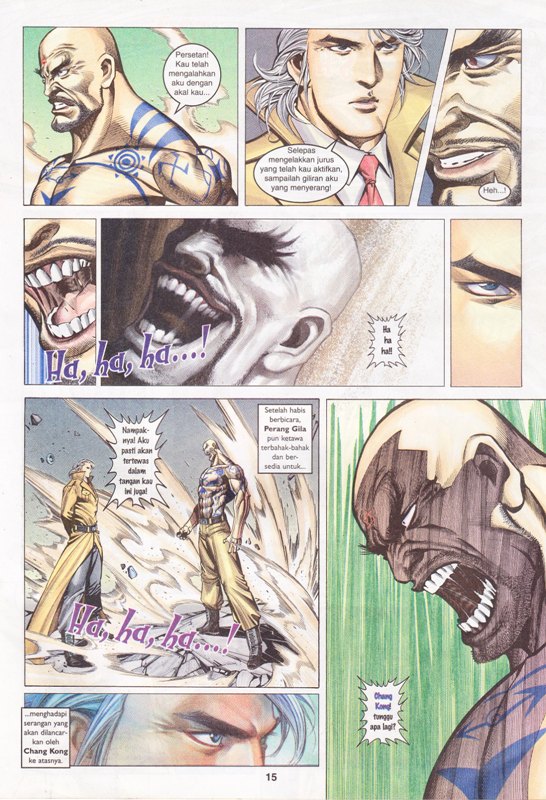 Persetan!
Kau telah
mengalahkan
aku dengan
akal kau...
Selepas
mengelakkan jurus
yang telah kau aktifkan,
sampailah giliran aku
yang menyerang!
Heh...!
Ha, ha, ha...!
Ha
ha
ha!!
Nampak-
nya! Aku
pasti akan
tertewas
dalam
tangan kau
ini juga!
Setelah habis
berbicara,
Perang Gila
pun ketawa
terbahak-bahak
dan ber-
sedia untuk...
Ha, ha, ha...!
...menghadapi
serangan yang
akan dilancar-
kan oleh
Chang Kong
ke atasnya.
Chang
Kong!
tunggu
apa lagi?
15